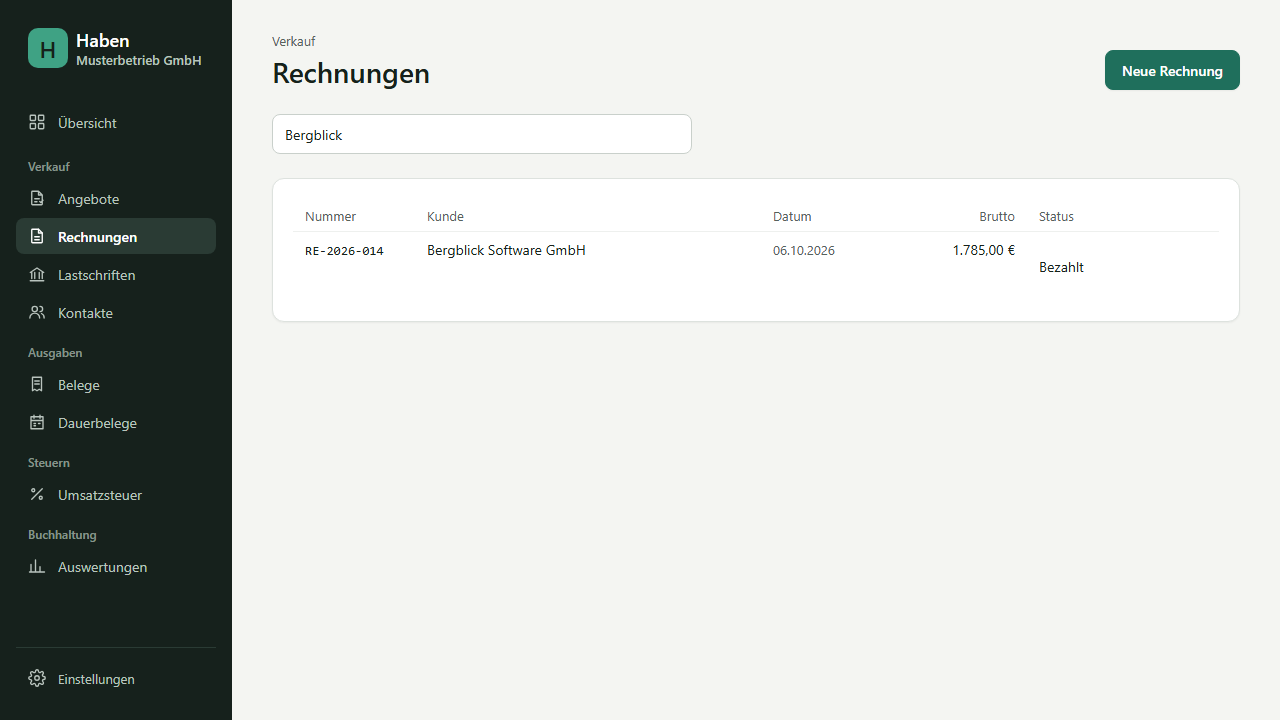 H
Haben
Musterbetrieb GmbH
Übersicht
Verkauf
Angebote
Rechnungen
Lastschriften
Kontakte
Ausgaben
Belege
Dauerbelege
Steuern
Umsatzsteuer
Buchhaltung
Auswertungen
Einstellungen
Verkauf
Rechnungen
Neue Rechnung
Bergblick
Nummer Kunde Datum Brutto Status
RE-2026-014 Bergblick Software GmbH 06.10.2026 1.785,00 € Bezahlt